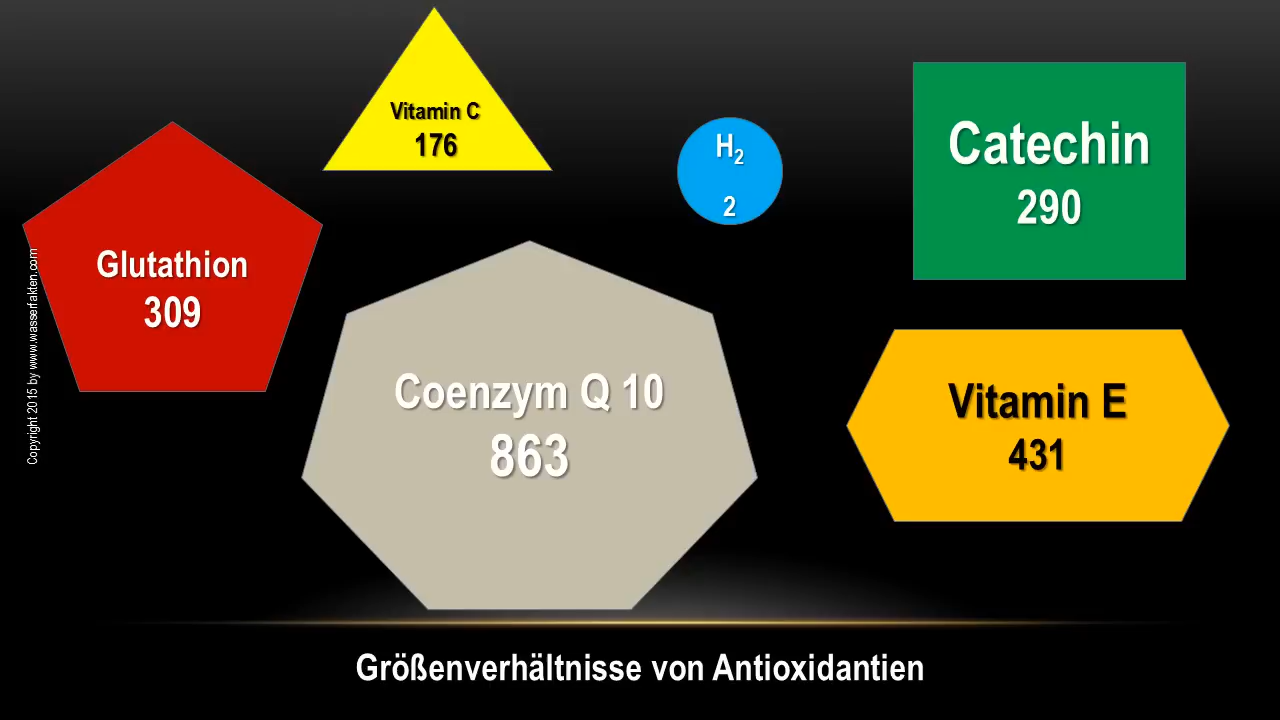 Vitamin C
176
H₂
2
Catechin
290
Glutathion
309
Coenzym Q 10
863
Vitamin E
431
Copyright 2015 by www.wasserfakten.com
Größenverhältnisse von Antioxidantien